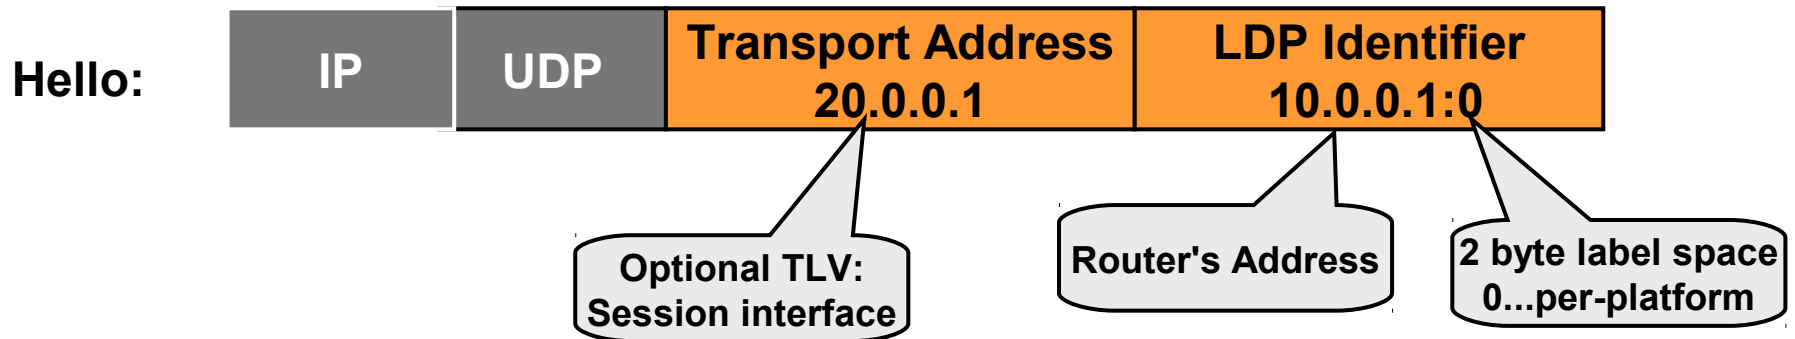 Hello:
IP
UDP
Transport Address
20.0.0.1
LDP Identifier
10.0.0.1:0
Optional TLV:
Session interface
Router's Address
2 byte label space
0...per-platform